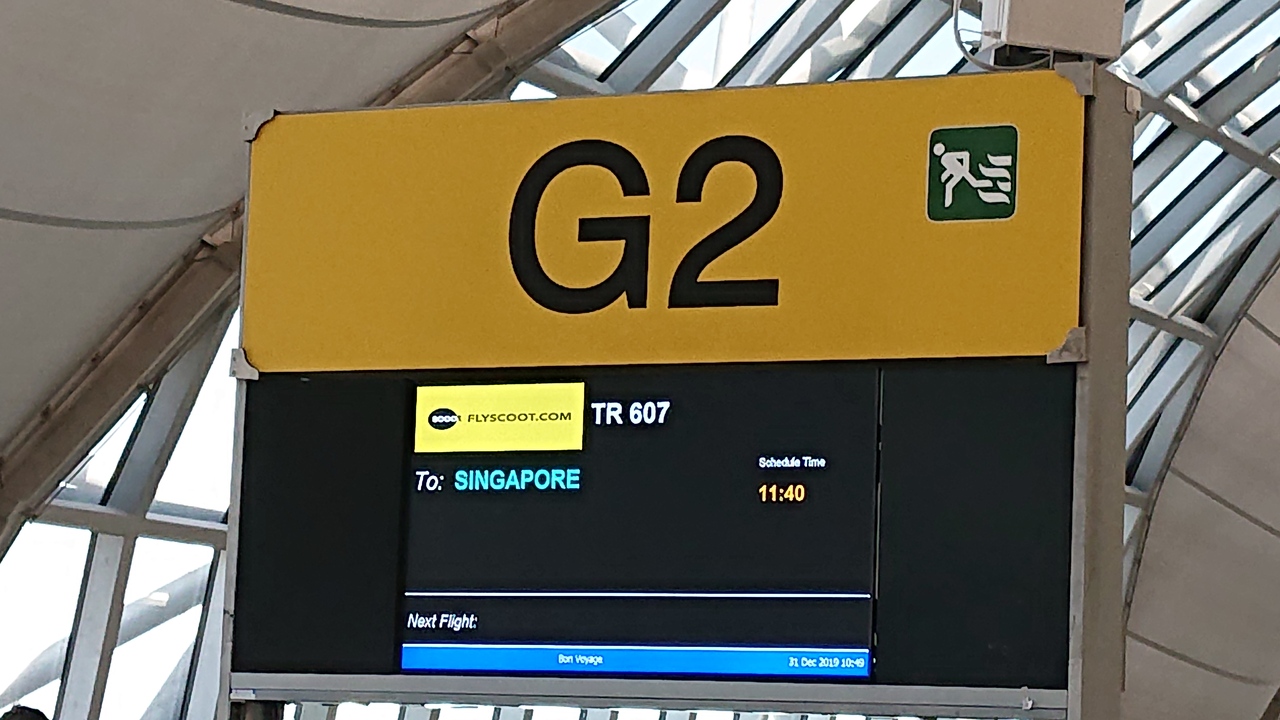 G2
SCOOT FLYSCOOT.COM TR 607
To: SINGAPORE
Schedule Time
11:40
Next Flight:
Bon Voyage 31 Dec 2019 10:49